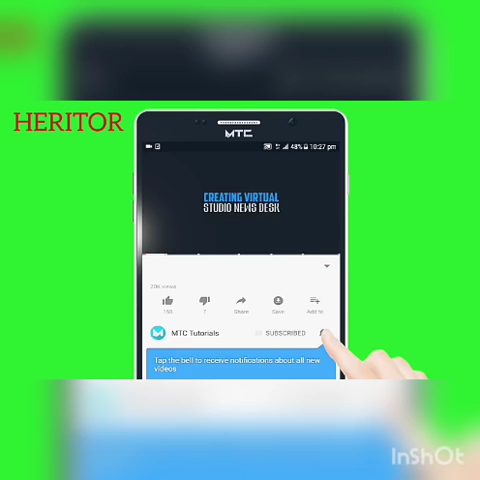 HERITOR
MTC
48% 10:27 pm
CREATING VIRTUAL
STUDIO NEWS DESK
Share
Save
Add to
MTC Tutorials
SUBSCRIBED
Tap the bell to receive notifications about all new
videos
InShOt